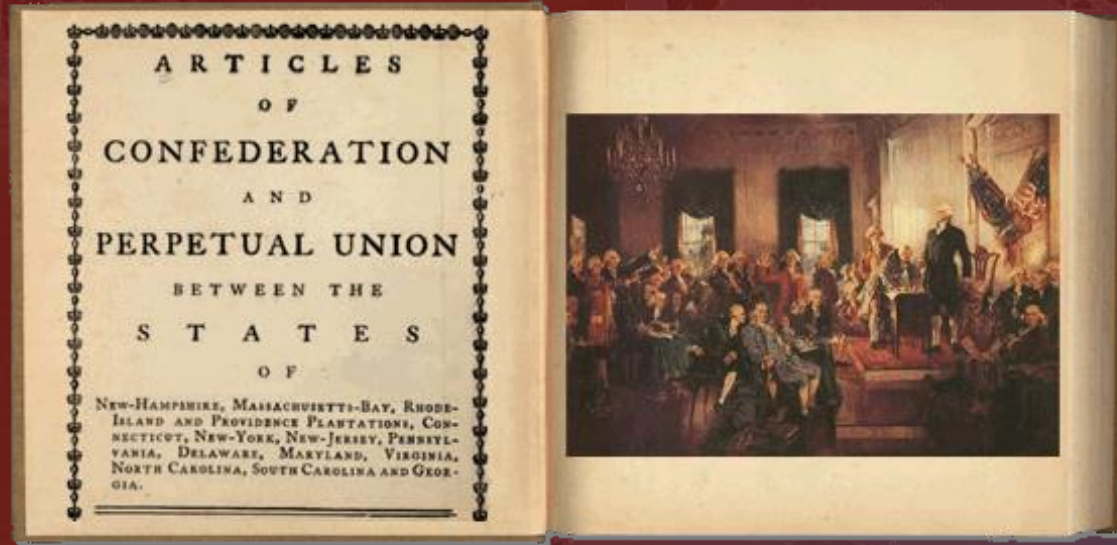 ARTICLES
OF
CONFEDERATION
AND
PERPETUAL UNION
BETWEEN THE
STATES
OF
NEW-HAMPSHIRE, MASSACHUSETTS-BAY, RHODE-
ISLAND AND PROVIDENCE PLANTATIONS, CON-
NECTICUT, NEW-YORK, NEW-JERSEY, PENNSYL-
VANIA, DELAWARE, MARYLAND, VIRGINIA,
NORTH CAROLINA, SOUTH CAROLINA AND GEOR-
GIA.